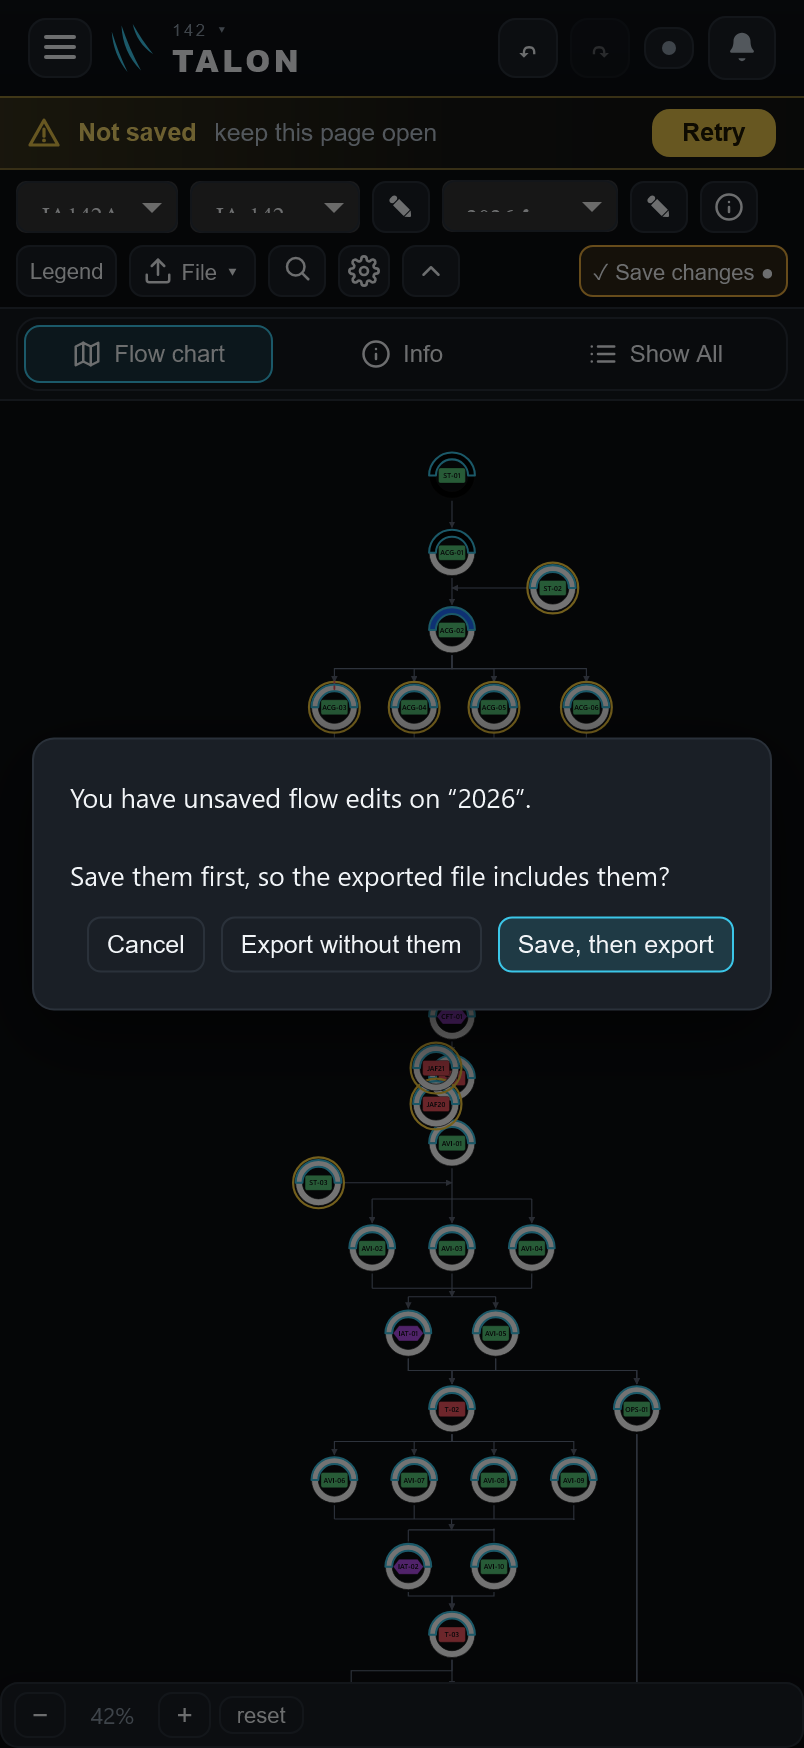 142 ▾
TALON
Not saved keep this page open
Retry
Legend
File ▾
✓ Save changes ●
Flow chart
Info
Show All
ST-01
ACG-01
ST-02
ACG-02
ACG-03 ACG-04 ACG-05 ACG-06
You have unsaved flow edits on “2026”.
Save them first, so the exported file includes them?
Cancel
Export without them
Save, then export
JAF21
JAF20
AVI-01
ST-03
AVI-02 AVI-03 AVI-04
IAT-01 AVI-05
T-02 OPS-01
AVI-06 AVI-07 AVI-08 AVI-09
IAT-02 AVI-10
T-03
− 42% + reset